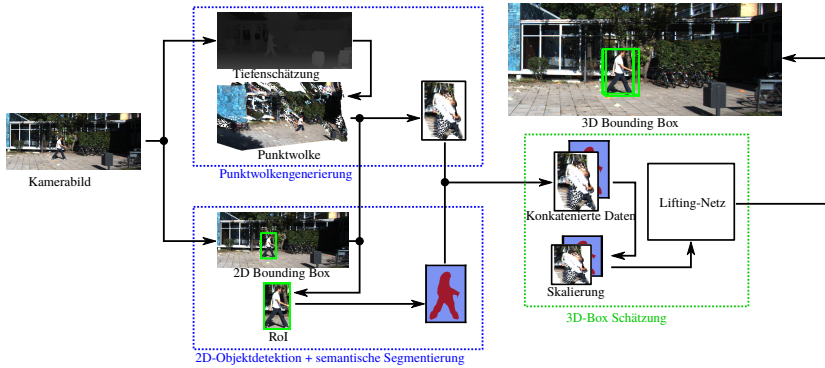 Kamerabild
Tiefenschätzung
Punktwolke
Punktwolkengenerierung
2D Bounding Box
RoI
2D-Objektdetektion + semantische Segmentierung
3D Bounding Box
Konkatenierte Daten
Lifting-Netz
Skalierung
3D-Box Schätzung